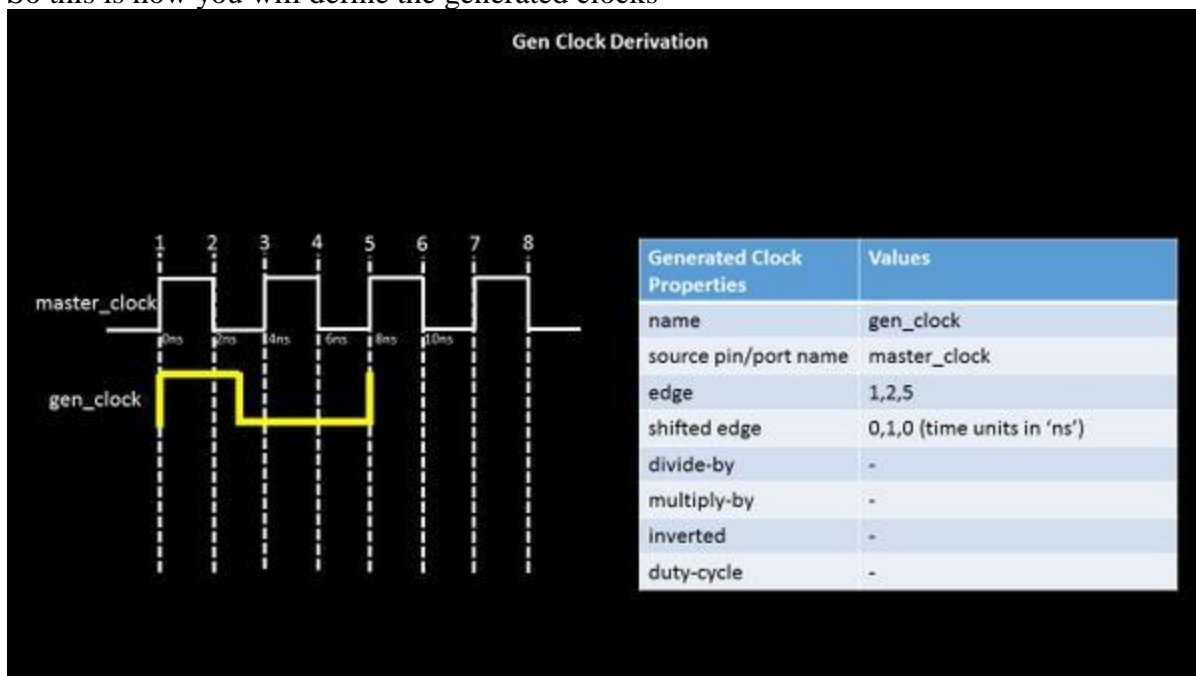 So this is how you will define the generated clocks
Gen Clock Derivation
1 2 3 4 5 6 7 8
master_clock
0ns 2ns 4ns 6ns 8ns 10ns
gen_clock
Generated Clock Properties Values
name gen_clock
source pin/port name master_clock
edge 1,2,5
shifted edge 0,1,0 (time units in 'ns')
divide-by -
multiply-by -
inverted -
duty-cycle -